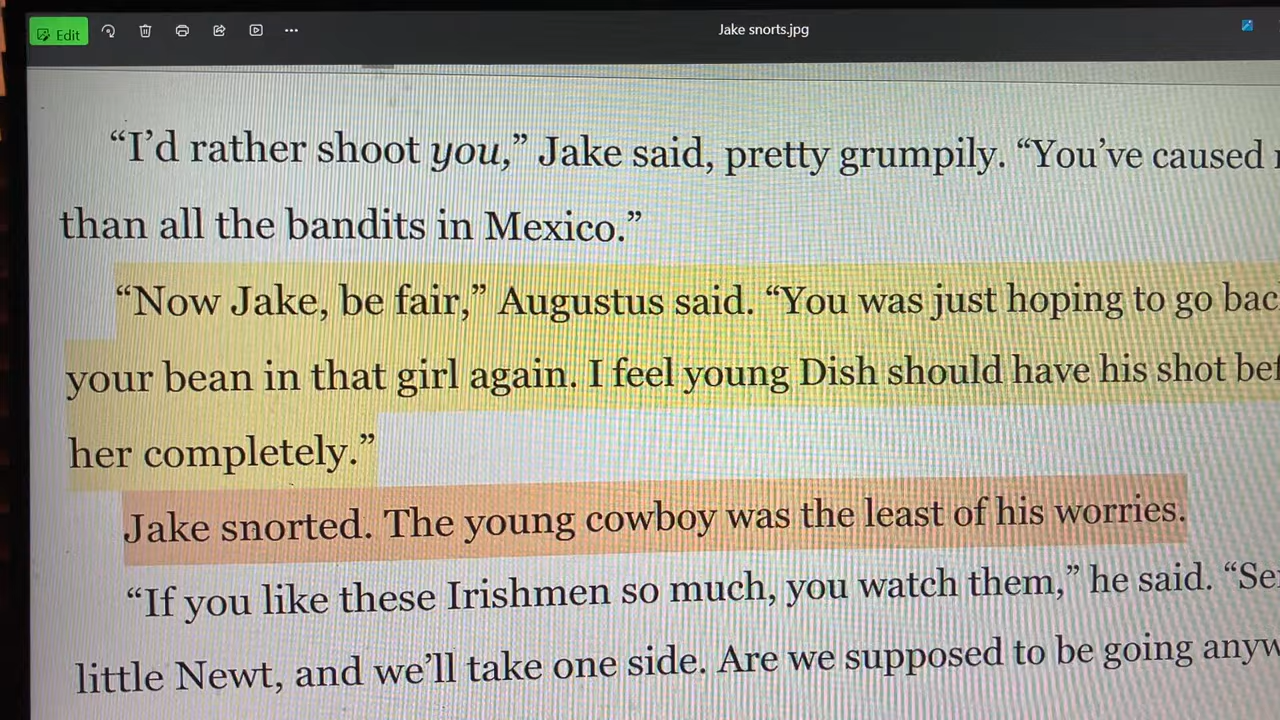 Edit
Jake snorts.jpg
“I’d rather shoot you,” Jake said, pretty grumpily. “You’ve caused
than all the bandits in Mexico.”
“Now Jake, be fair,” Augustus said. “You was just hoping to go bac
your bean in that girl again. I feel young Dish should have his shot bef
her completely.”
Jake snorted. The young cowboy was the least of his worries.
“If you like these Irishmen so much, you watch them,” he said. “Se
little Newt, and we’ll take one side. Are we supposed to be going anyw